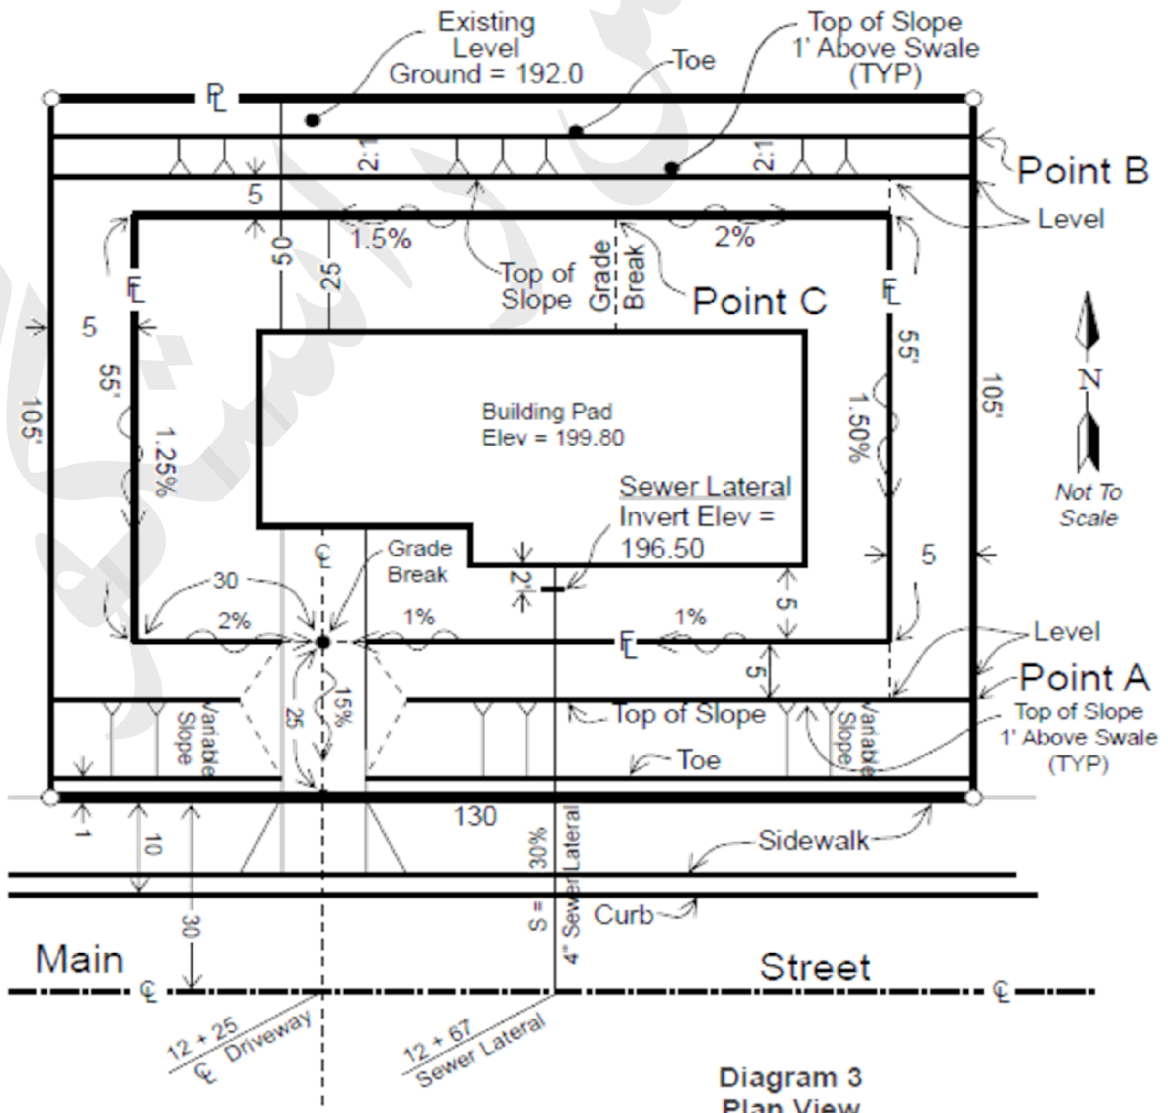 Existing
Level
Ground = 192.0
Toe
Top of Slope
1' Above Swale
(TYP)
PL
2:1
2:1
Point B
5
Level
1.5%
2%
50
25
Top of
Slope
Grade
Break
Point C
FL
FL
5
55'
55'
105'
105'
1.25%
1.50%
Building Pad
Elev = 199.80
N
Not To
Scale
Sewer Lateral
Invert Elev =
196.50
CL
Grade
Break
2'
5
5
30
2%
1%
1%
FL
Level
5
Point A
15%
25
Variable
Slope
Top of Slope
Variable
Slope
Top of Slope
1' Above Swale
(TYP)
Toe
130
1
10
30
S = 30%
4" Sewer Lateral
Sidewalk
Curb
Main
Street
CL
CL
12 + 25
CL Driveway
12 + 67
Sewer Lateral
Diagram 3
Plan View